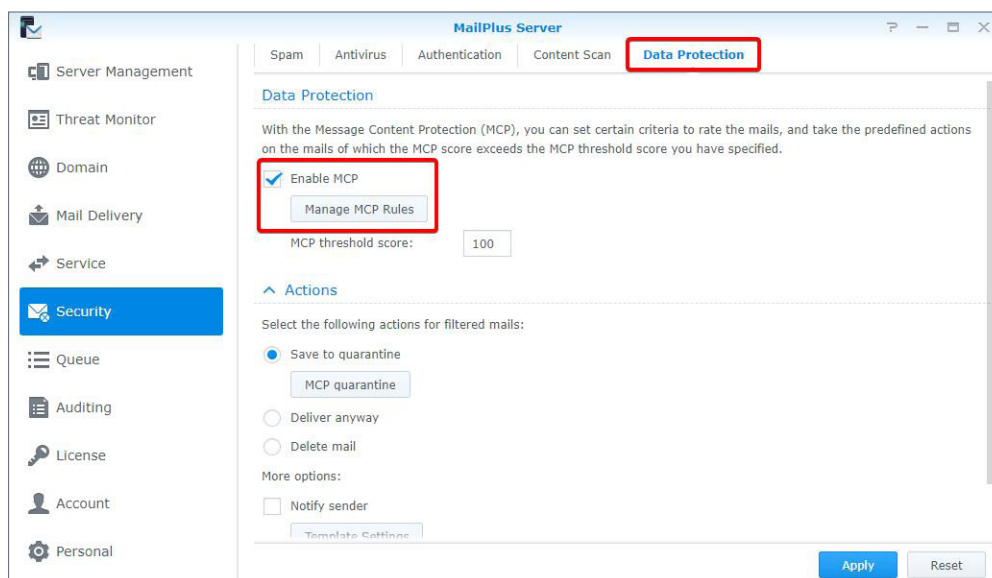 MailPlus Server
Server Management
Threat Monitor
Domain
Mail Delivery
Service
Security
Queue
Auditing
License
Account
Personal
Spam
Antivirus
Authentication
Content Scan
Data Protection
Data Protection
With the Message Content Protection (MCP), you can set certain criteria to rate the mails, and take the predefined actions
on the mails of which the MCP score exceeds the MCP threshold score you have specified.
Enable MCP
Manage MCP Rules
MCP threshold score: 100
Actions
Select the following actions for filtered mails:
Save to quarantine
MCP quarantine
Deliver anyway
Delete mail
More options:
Notify sender
Template Settings
Apply
Reset